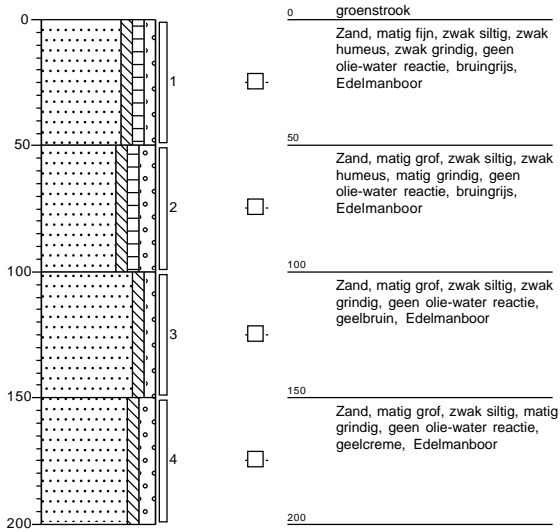 0
50
100
150
200
1
2
3
4
0 groenstrook
Zand, matig fijn, zwak siltig, zwak
humeus, zwak grindig, geen
olie-water reactie, bruingrijs,
Edelmanboor
50
Zand, matig grof, zwak siltig, zwak
humeus, matig grindig, geen
olie-water reactie, bruingrijs,
Edelmanboor
100
Zand, matig grof, zwak siltig, zwak
grindig, geen olie-water reactie,
geelbruin, Edelmanboor
150
Zand, matig grof, zwak siltig, matig
grindig, geen olie-water reactie,
geelcreme, Edelmanboor
200